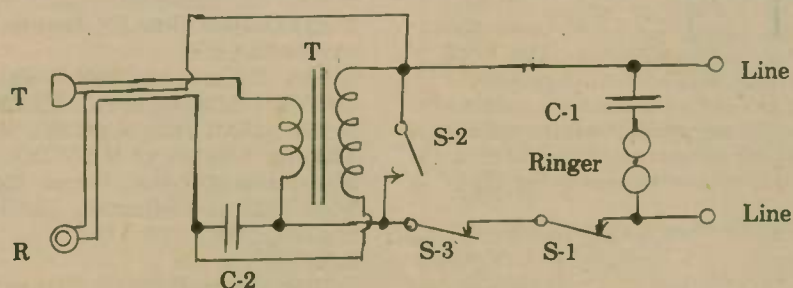 T
T
Line
C-1
S-2
Ringer
R
S-3
S-1
Line
C-2